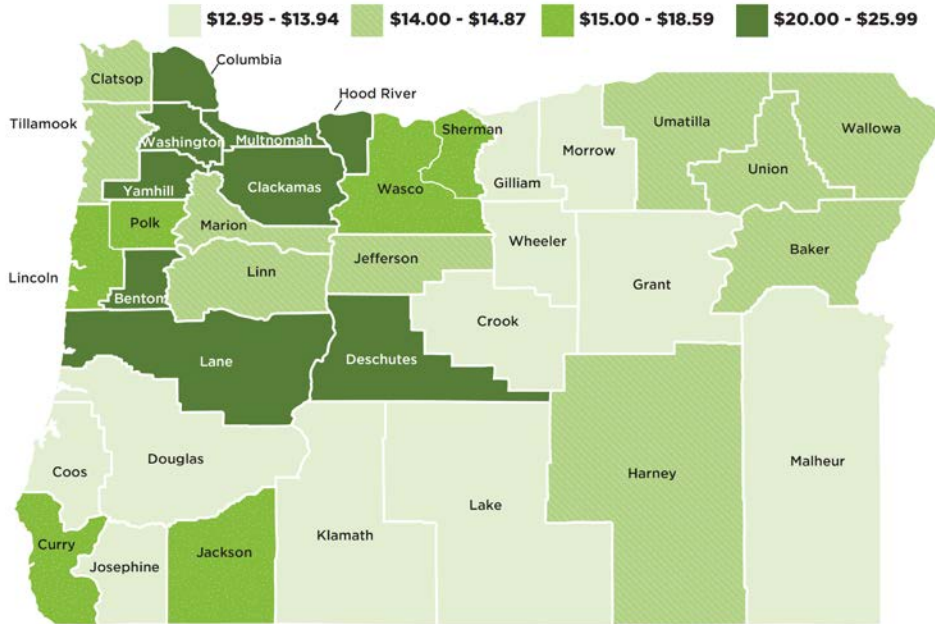 $12.95 - $13.94
$14.00 - $14.87
$15.00 - $18.59
$20.00 - $25.99
Columbia
Clatsop
Hood River
Tillamook
Washington
Multnomah
Sherman
Umatilla
Wallowa
Morrow
Gilliam
Union
Yamhill
Clackamas
Wasco
Polk
Marion
Wheeler
Baker
Jefferson
Linn
Lincoln
Grant
Benton
Crook
Lane
Deschutes
Douglas
Coos
Harney
Malheur
Lake
Klamath
Curry
Jackson
Josephine